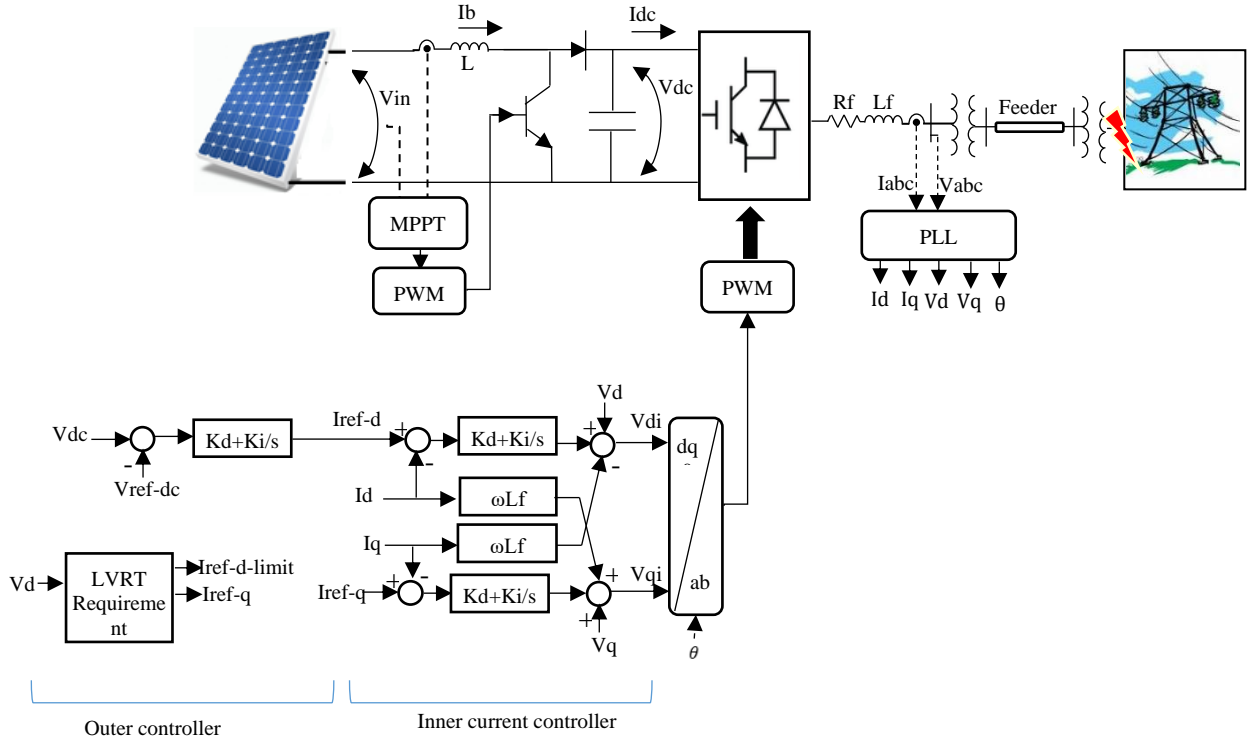 Ib
Idc
L
Vin
Vdc
Rf
Lf
Feeder
Iabc
Vabc
MPPT
PLL
PWM
PWM
Id
Iq
Vd
Vq
θ
Vd
Vdc
Kd+Ki/s
Iref-d
+
-
Kd+Ki/s
+
-
Vdi
dq
-
Vref-dc
Id
ωLf
Iq
ωLf
Vd
LVRT
Requireme
nt
Iref-d-limit
Iref-q
Iref-q
+
-
Kd+Ki/s
+
+
Vqi
ab
Vq
θ
Outer controller
Inner current controller